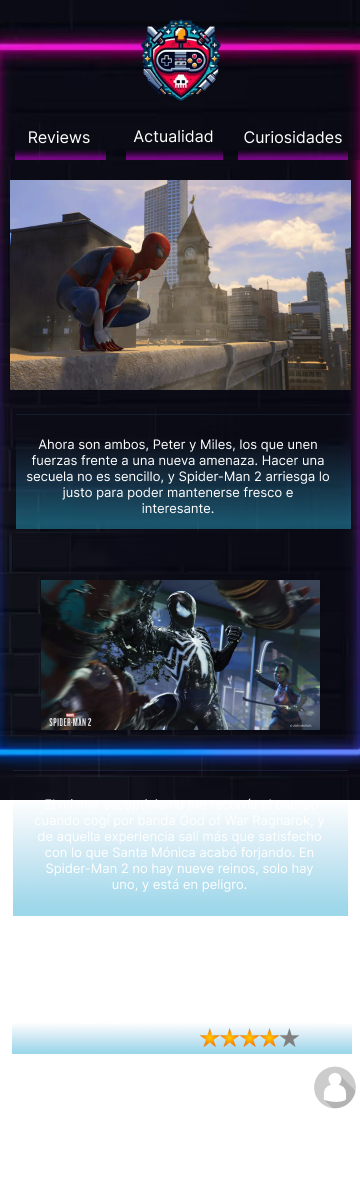 Reviews
Actualidad
Curiosidades
Ahora son ambos, Peter y Miles, los que unen
fuerzas frente a una nueva amenaza. Hacer una
secuela no es sencillo, y Spider-Man 2 arriesga lo
justo para poder mantenerse fresco e
interesante.
SPIDER-MAN 2
cuando cogí por banda God of War Ragnarok, y
de aquella experiencia salí más que satisfecho
con lo que Santa Mónica acabó forjando. En
Spider-Man 2 no hay nueve reinos, solo hay
uno, y está en peligro.